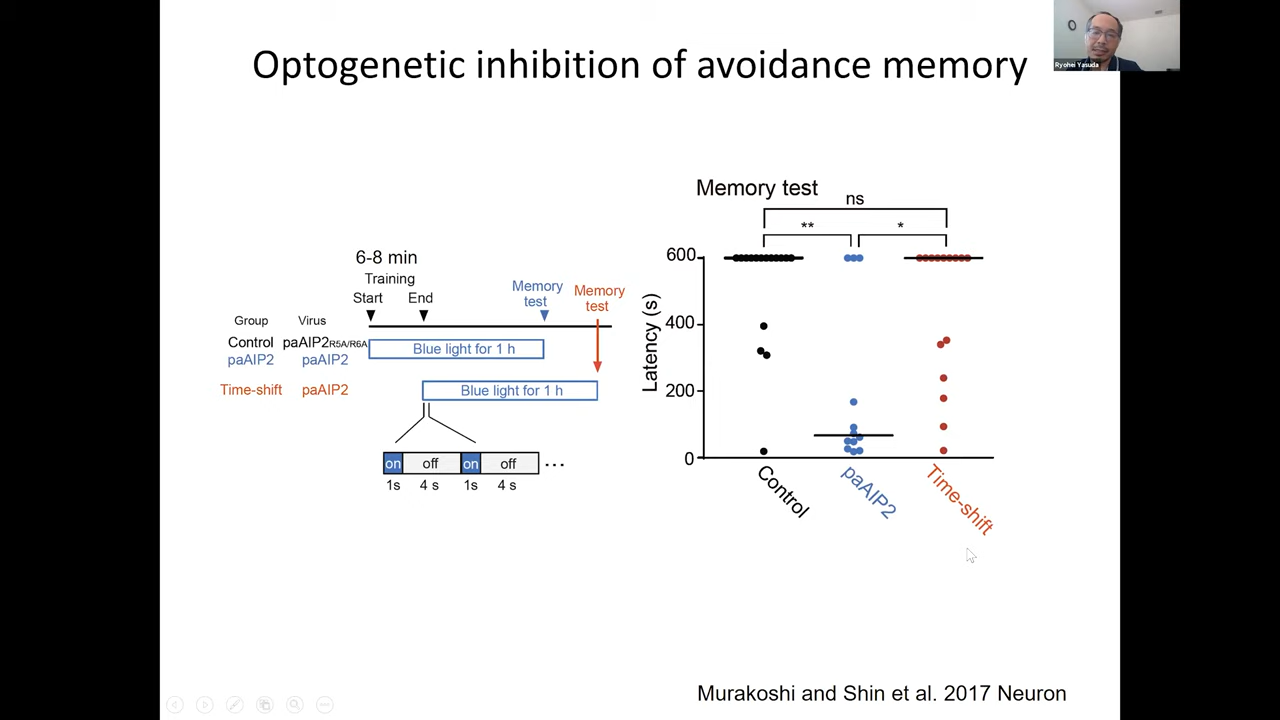 Ryohei Yasuda
Optogenetic inhibition of avoidance memory
6-8 min
Training
Start End
Memory test
Memory test
Group Virus
Control paAIP2R5A/R6A
paAIP2 paAIP2
Blue light for 1 h
Time-shift paAIP2
Blue light for 1 h
on off on off ...
1s 4 s 1s 4 s
Memory test
ns
** *
600
400
200
0
Latency (s)
Control
paAIP2
Time-shift
Murakoshi and Shin et al. 2017 Neuron